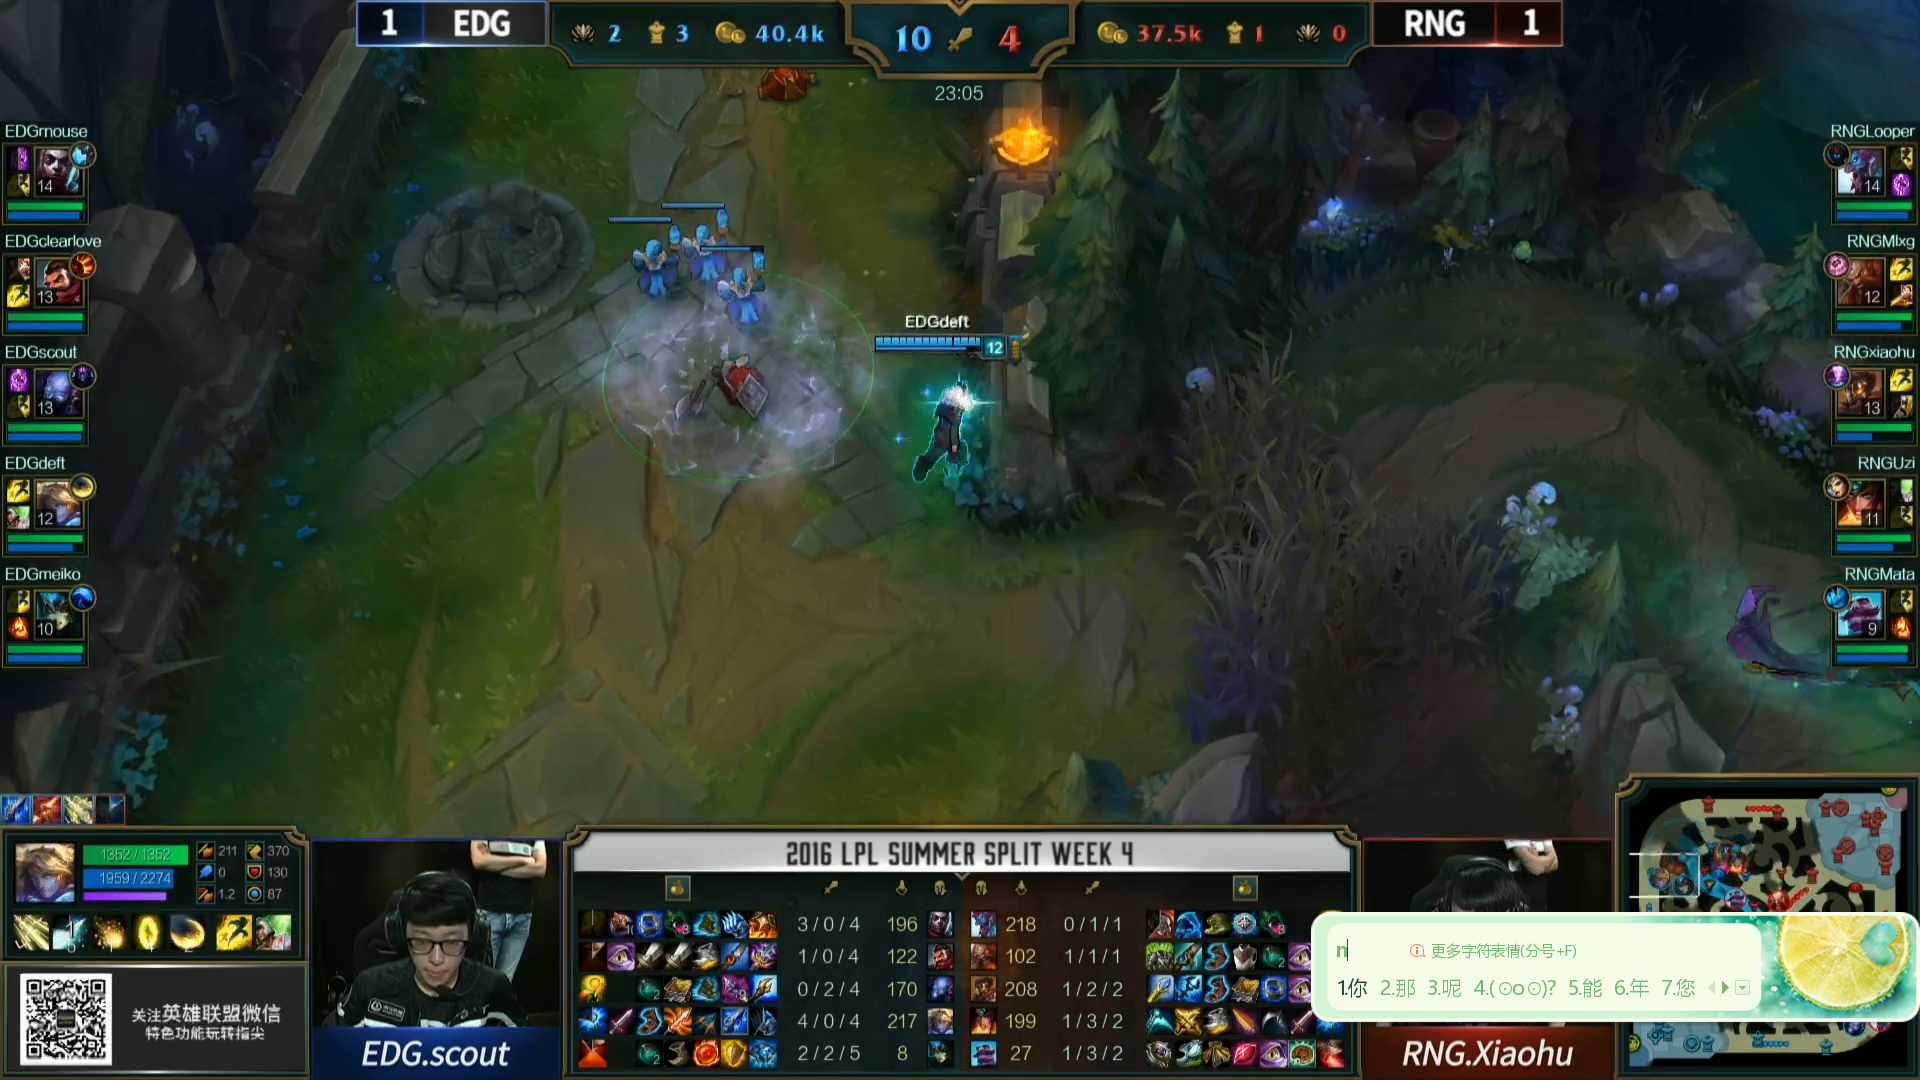 1 EDG 2 3 40.4k 10 4 37.5k 1 0 RNG 1
23:05
EDGmouse
14
EDGclearlove
13
EDGscout
13
EDGdeft
12
EDGmeiko
10
EDGdeft
12
RNGLooper
14
RNGMlxg
12
RNGxiaohu
13
RNGUzi
11
RNGMata
9
1352 / 1352
1959 / 2274
211 370
0 130
1.2 87
关注英雄联盟微信
特色功能玩转指尖
EDG.scout
2016 LPL SUMMER SPLIT WEEK 4
3 / 0 / 4 196 218 0 / 1 / 1
1 / 0 / 4 122 102 1 / 1 / 1
0 / 2 / 4 170 208 1 / 2 / 2
4 / 0 / 4 217 199 1 / 3 / 2
2 / 2 / 5 8 27 1 / 3 / 2
RNG.Xiaohu
n 更多字符表情(分号+F)
1.你 2.那 3.呢 4.(⊙o⊙)? 5.能 6.年 7.您